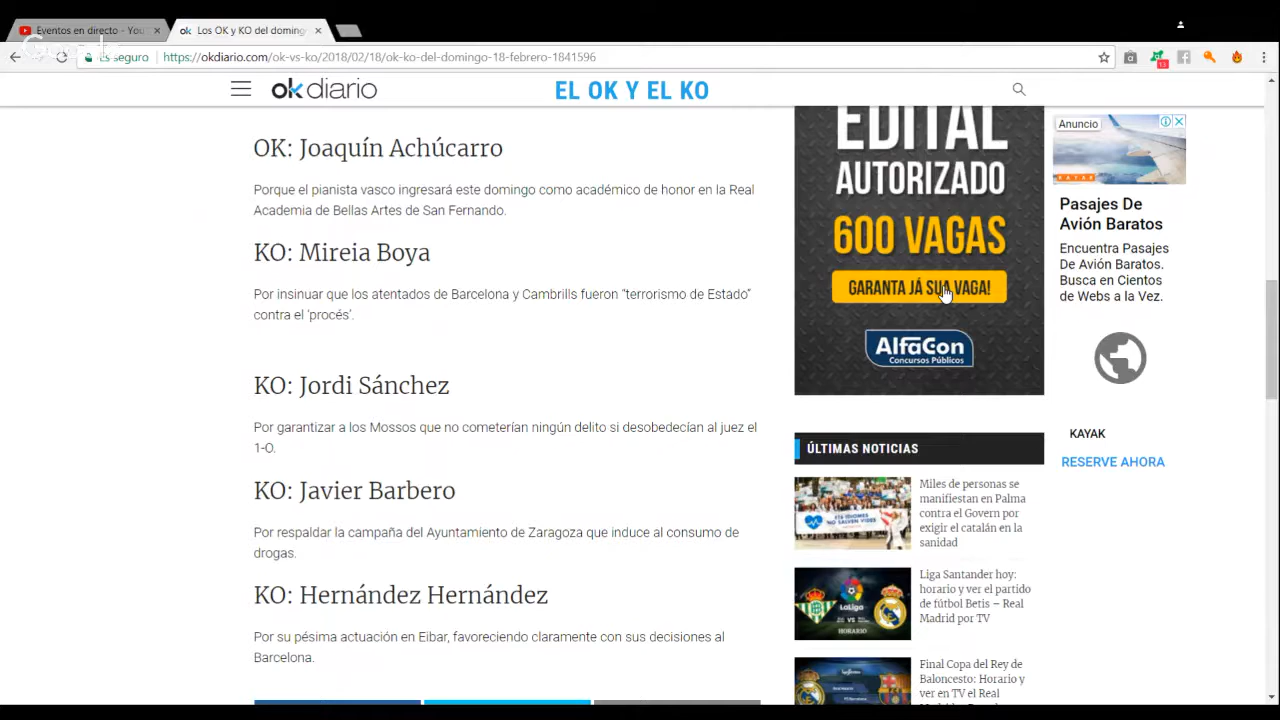 Eventos en directo - You
Los OK y KO del doming
Es seguro
https://okdiario.com/ok-vs-ko/2018/02/18/ok-ko-del-domingo-18-febrero-1841596
13
okdiario
EL OK Y EL KO
OK: Joaquín Achúcarro
Porque el pianista vasco ingresará este domingo como académico de honor en la Real
Academia de Bellas Artes de San Fernando.
KO: Mireia Boya
Por insinuar que los atentados de Barcelona y Cambrills fueron “terrorismo de Estado”
contra el ‘procés’.
KO: Jordi Sánchez
Por garantizar a los Mossos que no cometerían ningún delito si desobedecían al juez el
1-O.
KO: Javier Barbero
Por respaldar la campaña del Ayuntamiento de Zaragoza que induce al consumo de
drogas.
KO: Hernández Hernández
Por su pésima actuación en Eibar, favoreciendo claramente con sus decisiones al
Barcelona.
EDITAL
AUTORIZADO
600 VAGAS
GARANTA JÁ SUA VAGA!
AlfaCon
Concursos Públicos
ÚLTIMAS NOTICIAS
Miles de personas se
manifiestan en Palma
contra el Govern por
exigir el catalán en la
sanidad
Liga Santander hoy:
horario y ver el partido
de fútbol Betis – Real
Madrid por TV
LaLiga
VS
HORARIO
Final Copa del Rey de
Baloncesto: Horario y
ver en TV el Real
Anuncio
Pasajes De
Avión Baratos
Encuentra Pasajes
De Avión Baratos.
Busca en Cientos
de Webs a la Vez.
KAYAK
RESERVE AHORA